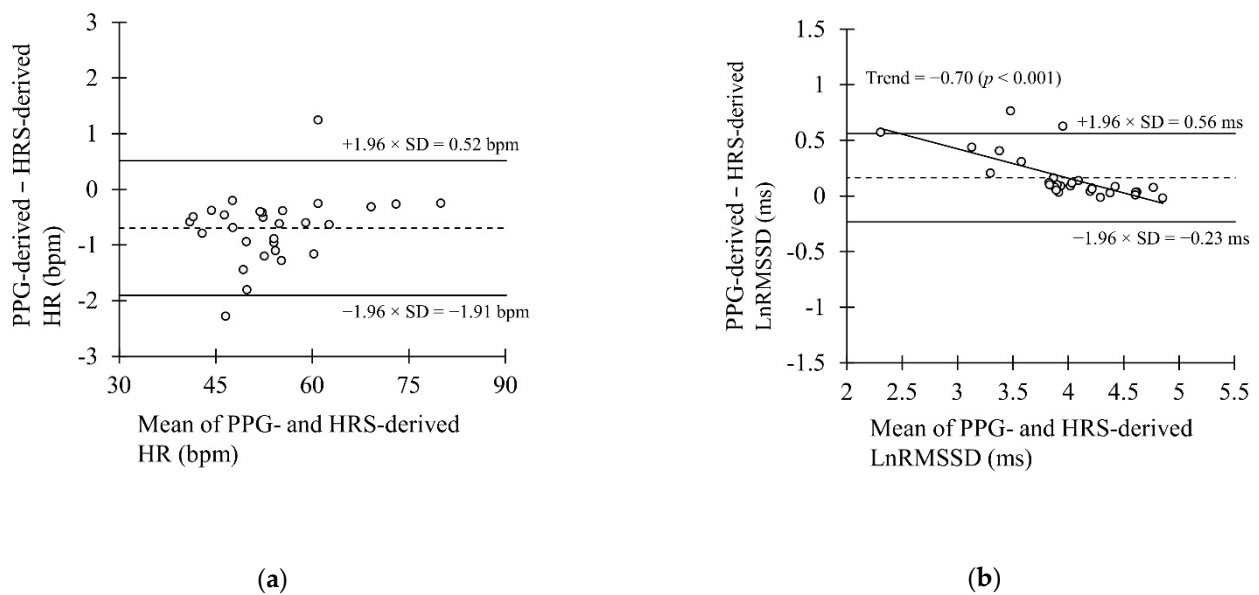 PPG-derived – HRS-derived
HR (bpm)
3
2
1
0
-1
-2
-3
+1.96 × SD = 0.52 bpm
−1.96 × SD = −1.91 bpm
30 45 60 75 90
Mean of PPG- and HRS-derived
HR (bpm)
(a)
PPG-derived – HRS-derived
LnRMSSD (ms)
1.5
1
0.5
0
-0.5
-1
-1.5
Trend = −0.70 (p < 0.001)
+1.96 × SD = 0.56 ms
−1.96 × SD = −0.23 ms
2 2.5 3 3.5 4 4.5 5 5.5
Mean of PPG- and HRS-derived
LnRMSSD (ms)
(b)